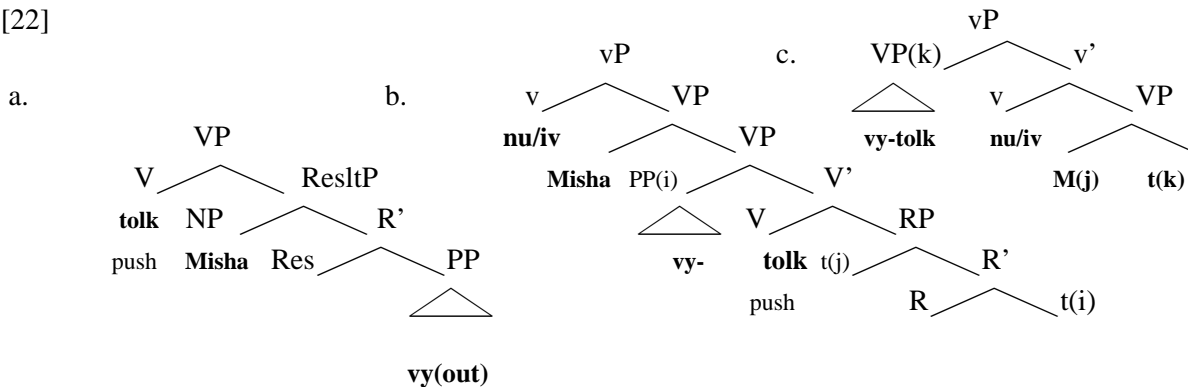 [22]
vP
VP(k) v'
vP c.
a. b. v VP v VP
nu/iv vy-tolk nu/iv
VP VP
V ResltP Misha PP(i) V' M(j) t(k)
tolk NP R' V RP
push Misha Res PP vy- tolk t(j) R'
push R t(i)
vy(out)